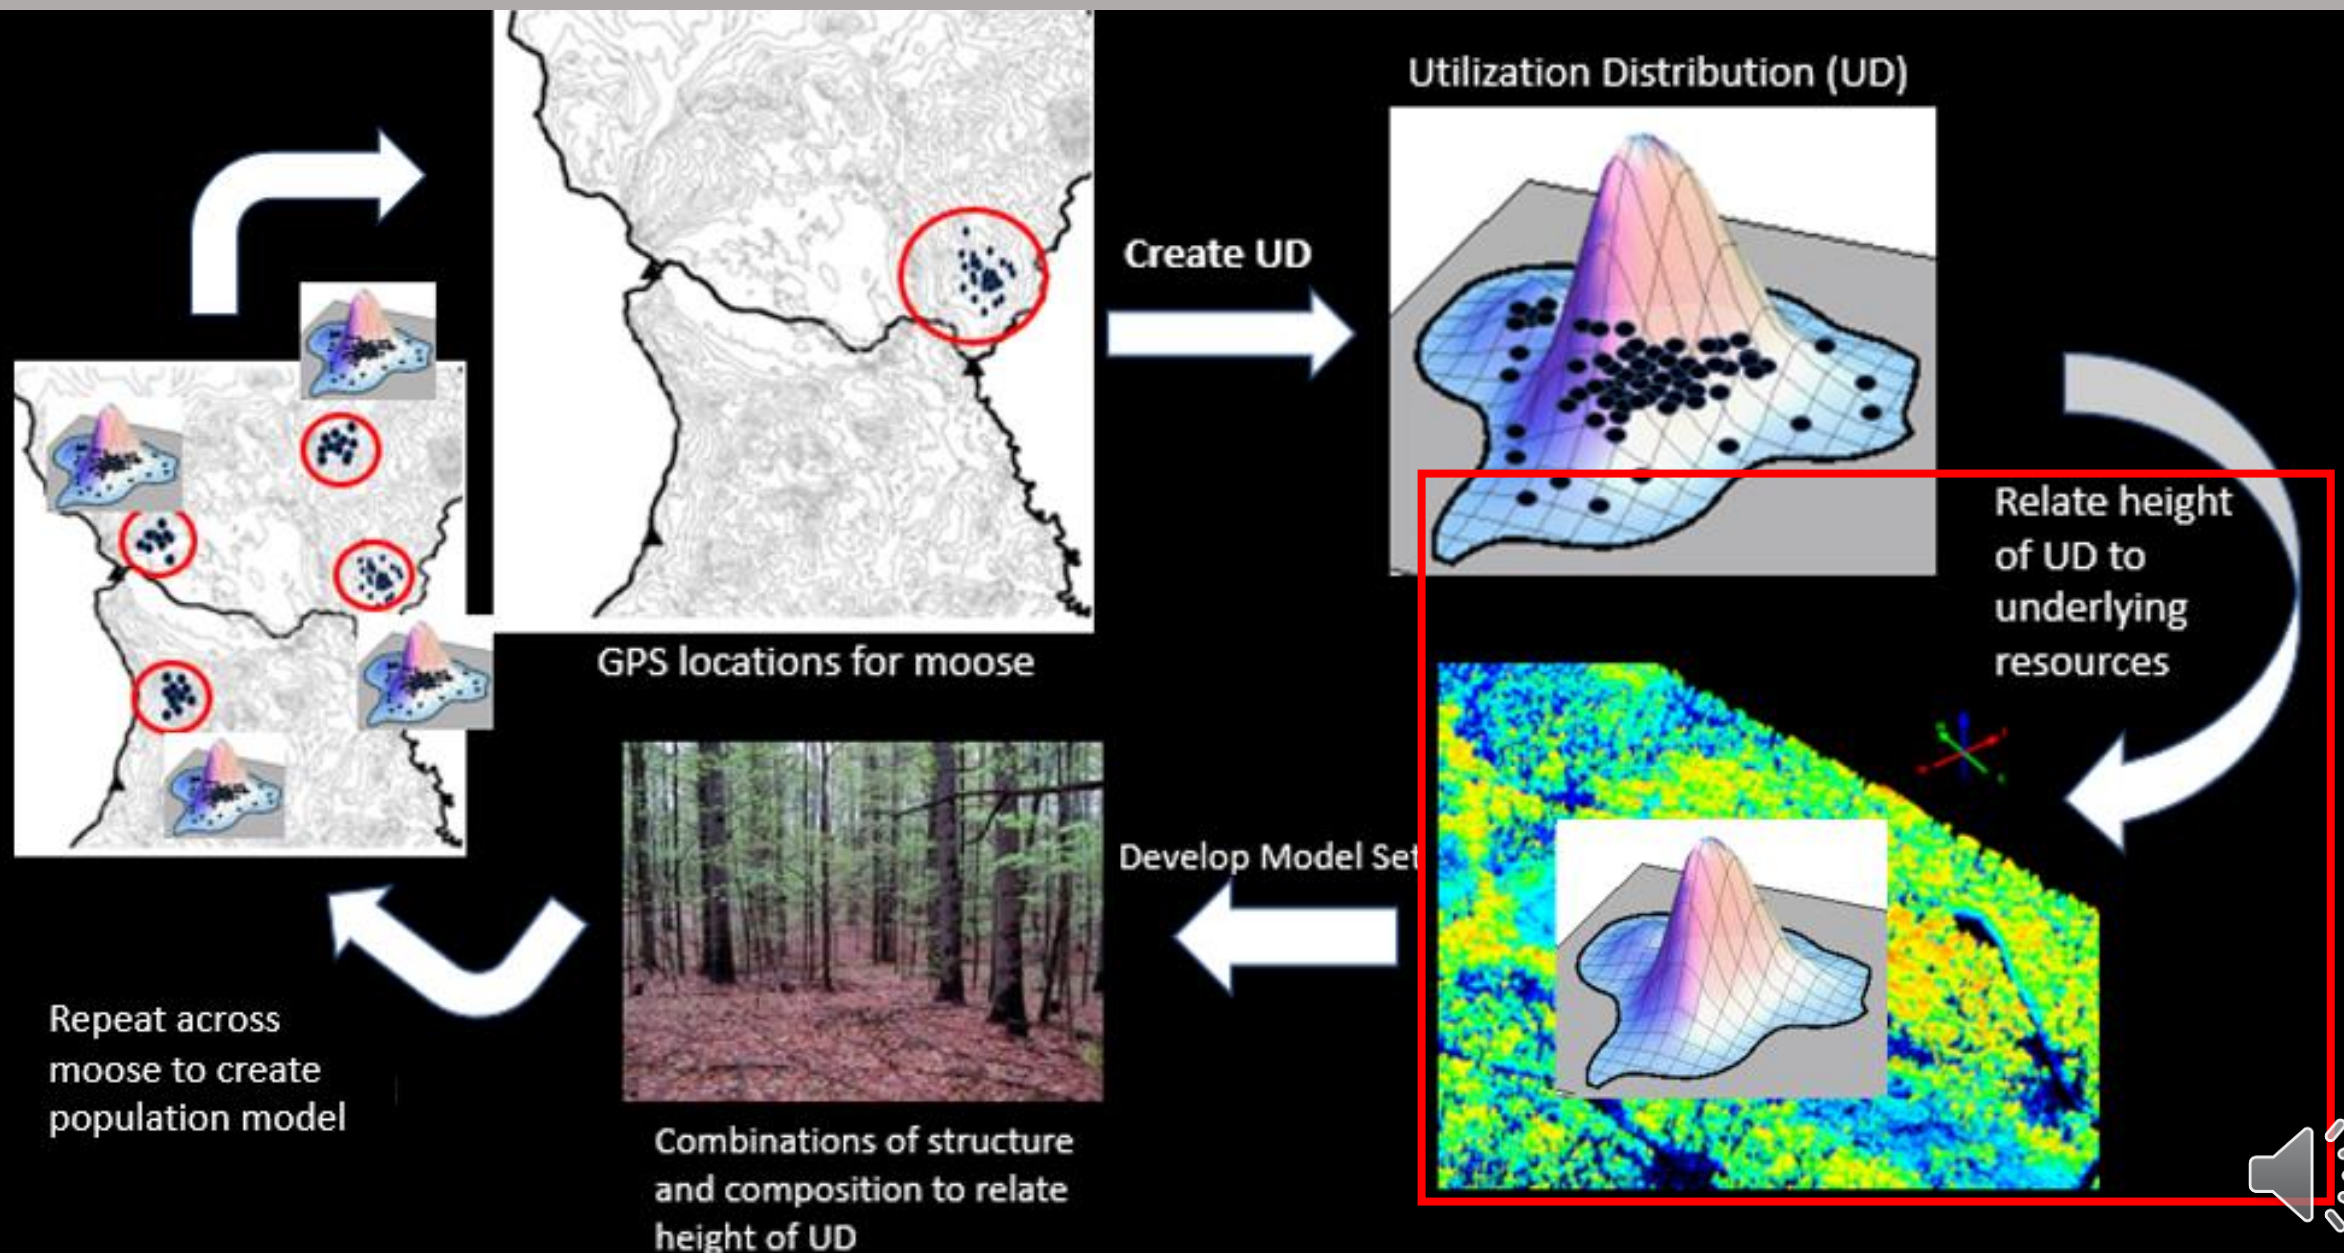 Utilization Distribution (UD)
Create UD
GPS locations for moose
Relate height
of UD to
underlying
resources
Develop Model Set
Combinations of structure
and composition to relate
height of UD
Repeat across
moose to create
population model